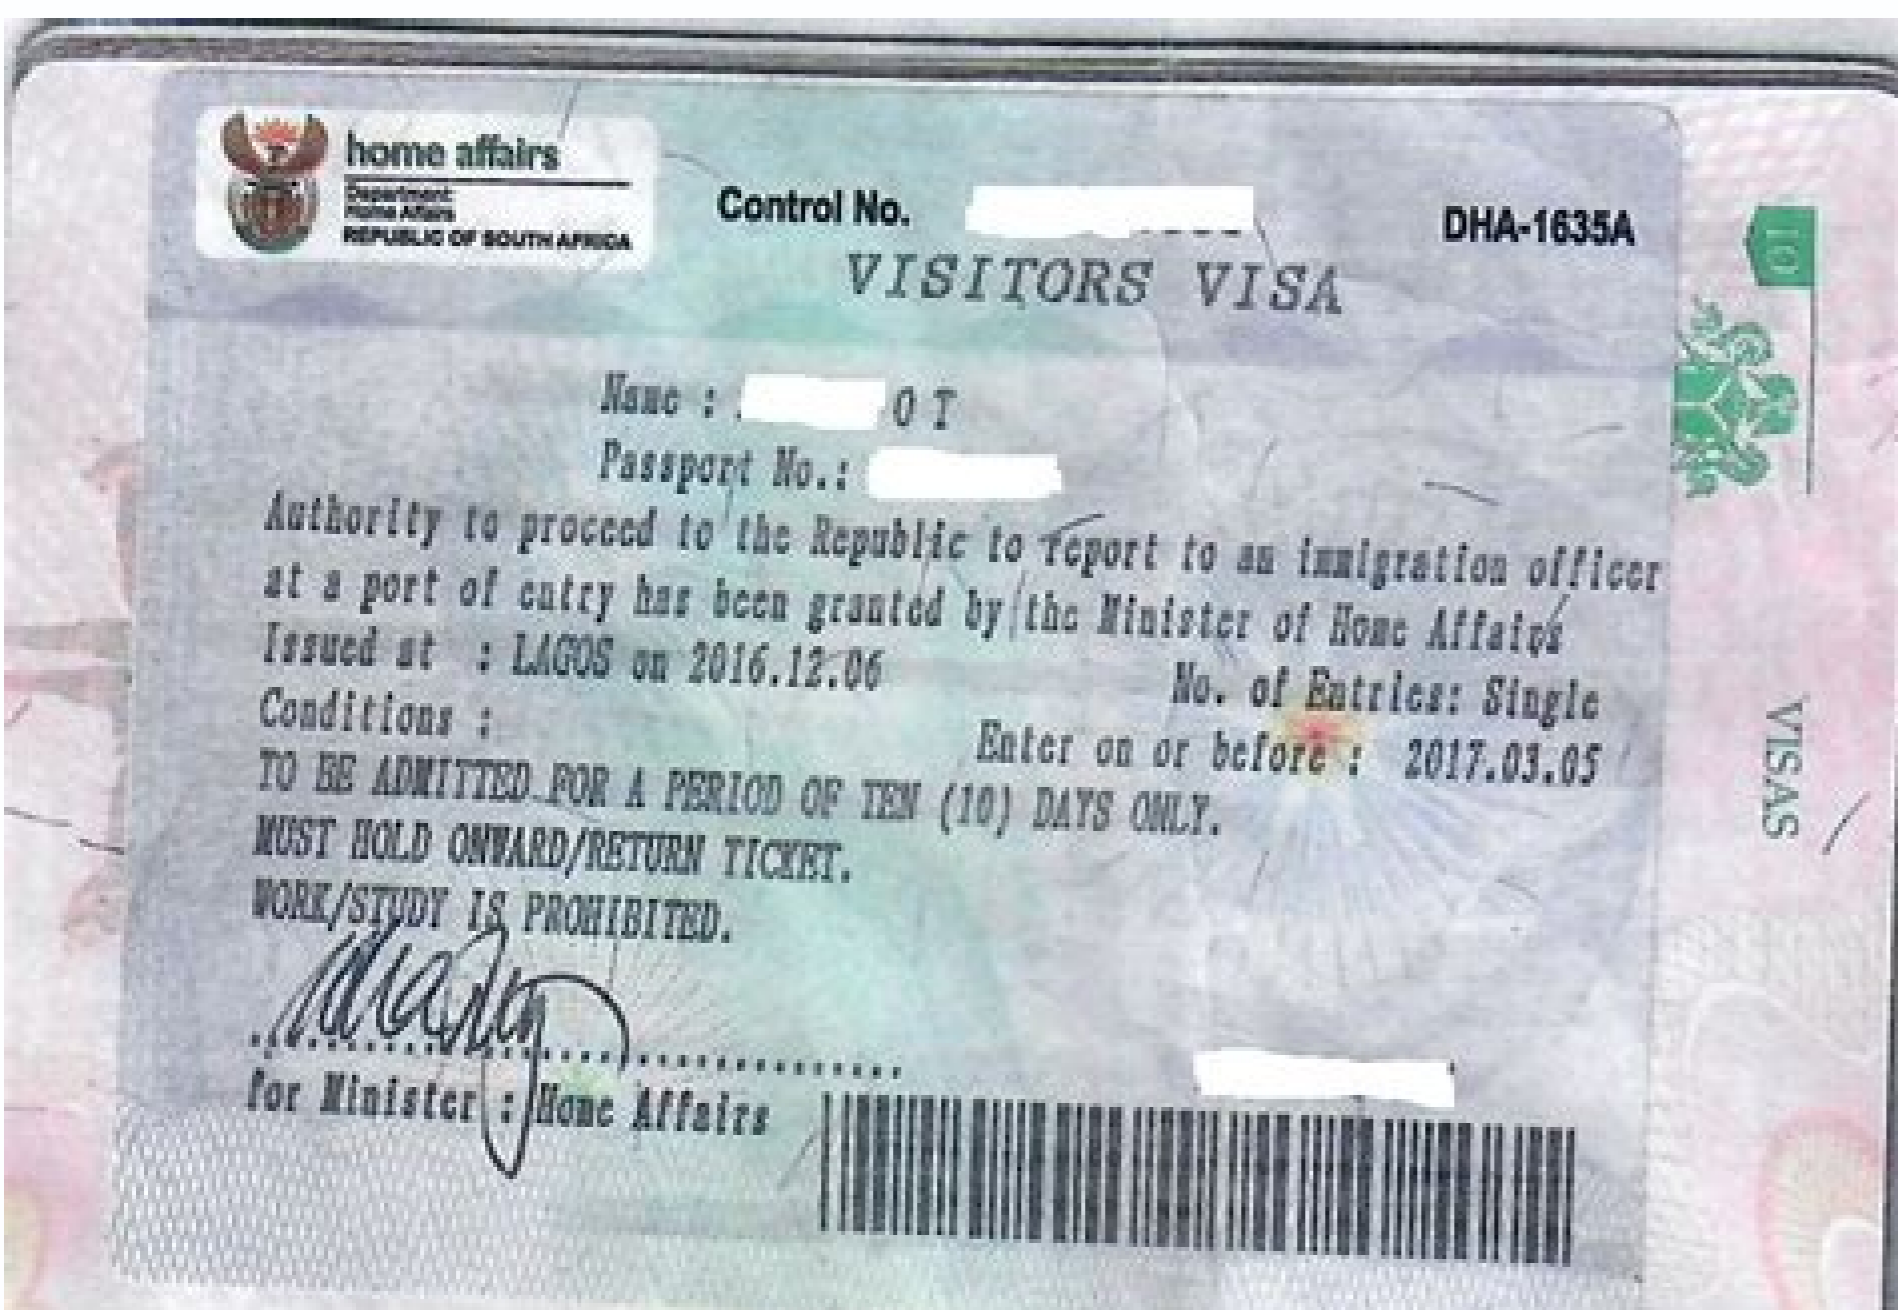 home affairs
Department:
Home Affairs
REPUBLIC OF SOUTH AFRICA
Control No.
DHA-1635A
VISITORS VISA
Name : O T
Passport No.:
Authority to proceed to the Republic to report to an immigration officer
at a port of entry has been granted by the Minister of Home Affairs
Issued at : LAGOS on 2016.12.06
No. of Entries: Single
Conditions :
Enter on or before : 2017.03.05
TO BE ADMITTED FOR A PERIOD OF TEN (10) DAYS ONLY.
MUST HOLD ONWARD/RETURN TICKET.
WORK/STUDY IS PROHIBITED.
for Minister : Home Affairs
10
VISAS